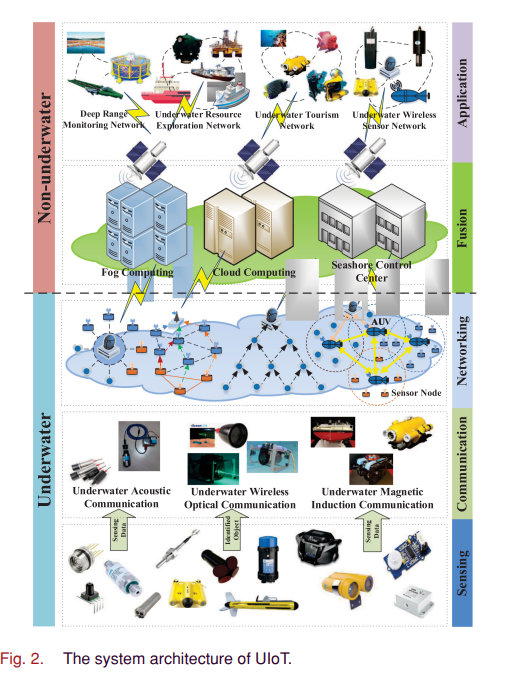 Non-underwater
Application
Deep Range
Monitoring Network
Underwater Resource
Exploration Network
Underwater Tourism
Network
Underwater Wireless
Sensor Network
Fusion
Fog Computing
Cloud Computing
Seashore Control
Center
Underwater
Networking
AUV
Sensor Node
Communication
Underwater Acoustic
Communication
Underwater Wireless
Optical Communication
Underwater Magnetic
Induction Communication
Sensing
Data
Identified
Object
Sensing
Data
Sensing
Fig. 2. The system architecture of UIoT.